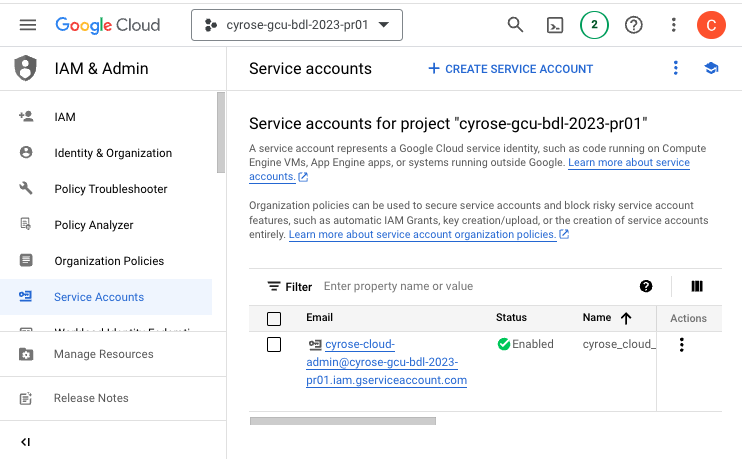 Google Cloud
cyrose-gcu-bdl-2023-pr01
2
C
IAM & Admin
IAM
Identity & Organization
Policy Troubleshooter
Policy Analyzer
Organization Policies
Service Accounts
Manage Resources
Release Notes
Service accounts
CREATE SERVICE ACCOUNT
Service accounts for project "cyrose-gcu-bdl-2023-pr01"
A service account represents a Google Cloud service identity, such as code running on Compute
Engine VMs, App Engine apps, or systems running outside Google. Learn more about service
accounts.
Organization policies can be used to secure service accounts and block risky service account
features, such as automatic IAM Grants, key creation/upload, or the creation of service accounts
entirely. Learn more about service account organization policies.
Filter Enter property name or value
Email Status Name Actions
cyrose-cloud- Enabled cyrose_cloud_
admin@cyrose-gcu-bdl-2023-
pr01.iam.gserviceaccount.com